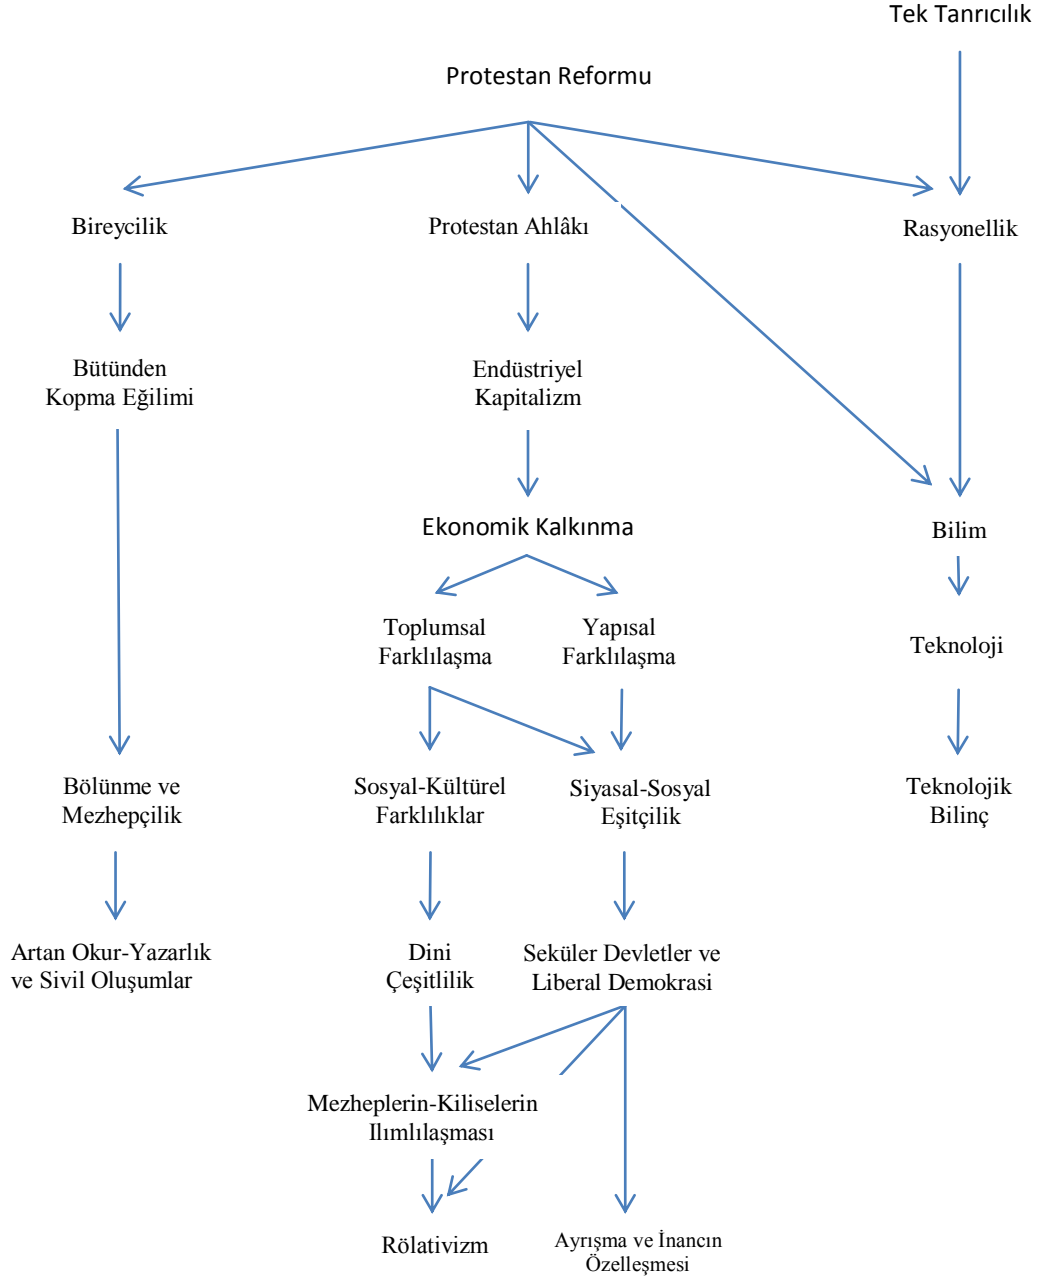 Tek Tanrıcılık
Protestan Reformu
Bireycilik
Protestan Ahlâkı
Rasyonellik
Bütünden
Kopma Eğilimi
Endüstriyel
Kapitalizm
Ekonomik Kalkınma
Bilim
Toplumsal
Farklılaşma
Yapısal
Farklılaşma
Teknoloji
Bölünme ve
Mezhepçilik
Sosyal-Kültürel
Farklılıklar
Siyasal-Sosyal
Eşitçilik
Teknolojik
Bilinç
Artan Okur-Yazarlık
ve Sivil Oluşumlar
Dini
Çeşitlilik
Seküler Devletler ve
Liberal Demokrasi
Mezheplerin-Kiliselerin
Ilımlılaşması
Rölativizm
Ayrışma ve İnancın
Özelleşmesi